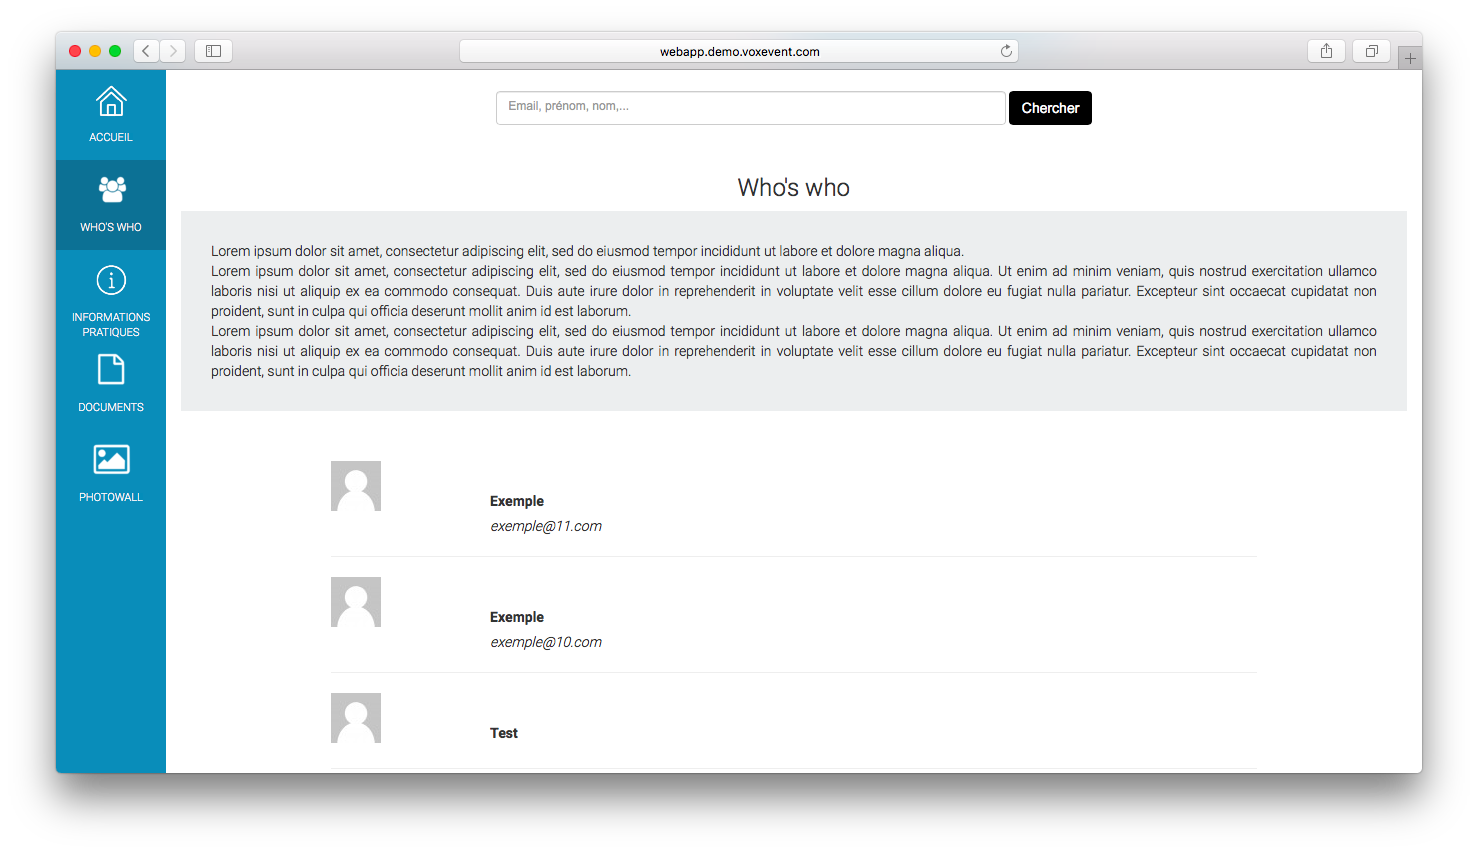 webapp.demo.voxevent.com
ACCUEIL
WHO'S WHO
INFORMATIONS
PRATIQUES
DOCUMENTS
PHOTOWALL
Email, prénom, nom,...
Chercher
Who's who
Lorem ipsum dolor sit amet, consectetur adipiscing elit, sed do eiusmod tempor incididunt ut labore et dolore magna aliqua.
Lorem ipsum dolor sit amet, consectetur adipiscing elit, sed do eiusmod tempor incididunt ut labore et dolore magna aliqua. Ut enim ad minim veniam, quis nostrud exercitation ullamco
laboris nisi ut aliquip ex ea commodo consequat. Duis aute irure dolor in reprehenderit in voluptate velit esse cillum dolore eu fugiat nulla pariatur. Excepteur sint occaecat cupidatat non
proident, sunt in culpa qui officia deserunt mollit anim id est laborum.
Lorem ipsum dolor sit amet, consectetur adipiscing elit, sed do eiusmod tempor incididunt ut labore et dolore magna aliqua. Ut enim ad minim veniam, quis nostrud exercitation ullamco
laboris nisi ut aliquip ex ea commodo consequat. Duis aute irure dolor in reprehenderit in voluptate velit esse cillum dolore eu fugiat nulla pariatur. Excepteur sint occaecat cupidatat non
proident, sunt in culpa qui officia deserunt mollit anim id est laborum.
Exemple
exemple@11.com
Exemple
exemple@10.com
Test